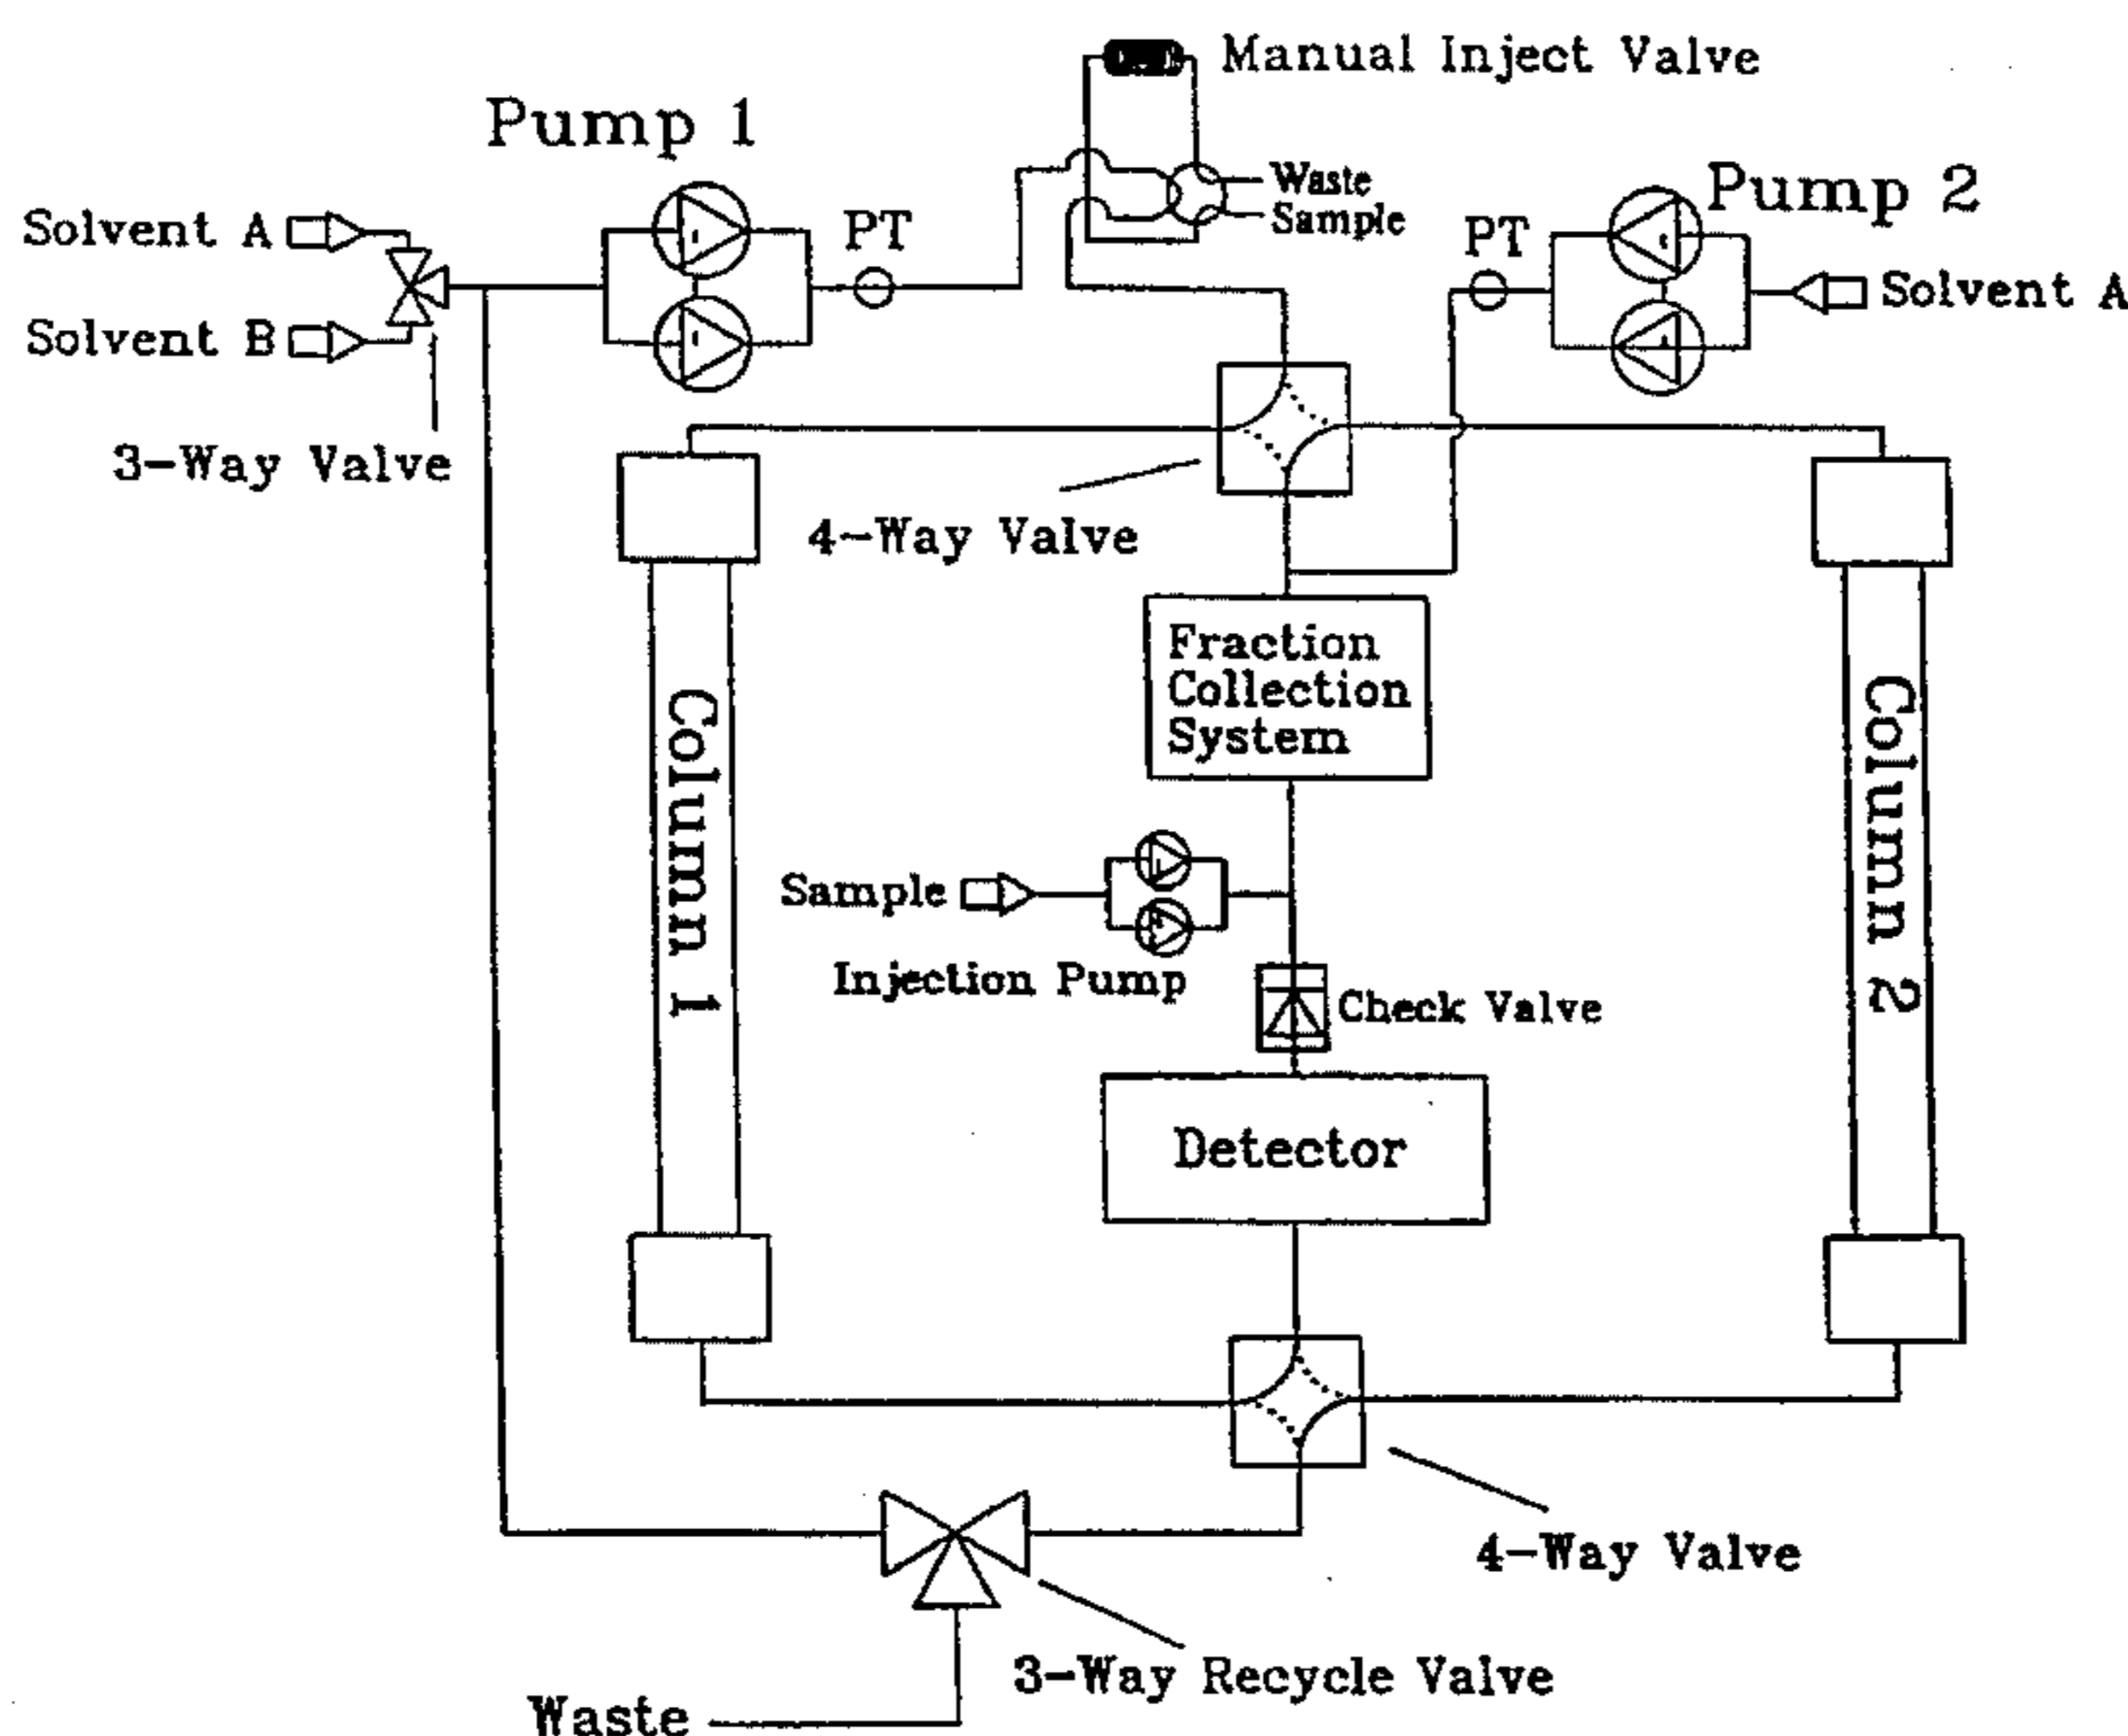 Manual Inject Valve
Pump 1
Waste
Sample
Pump 2
Solvent A
PT
PT
Solvent A
Solvent B
3-Way Valve
4-Way Valve
Fraction
Collection
System
Column 1
Column 2
Sample
Injection Pump
Check Valve
Detector
4-Way Valve
3-Way Recycle Valve
Waste